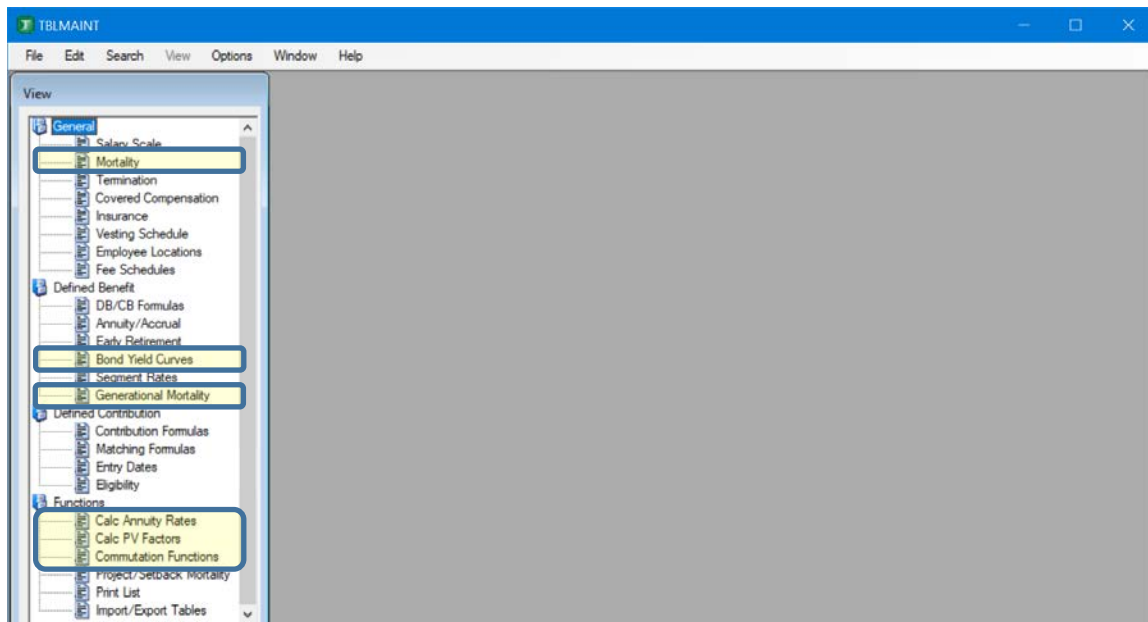 TBLMAINT
File Edit Search View Options Window Help
View
General
Salary Scale
Mortality
Termination
Covered Compensation
Insurance
Vesting Schedule
Employee Locations
Fee Schedules
Defined Benefit
DB/CB Formulas
Annuity/Accrual
Early Retirement
Bond Yield Curves
Segment Rates
Generational Mortality
Defined Contribution
Contribution Formulas
Matching Formulas
Entry Dates
Eligibility
Functions
Calc Annuity Rates
Calc PV Factors
Commutation Functions
Project/Setback Mortality
Print List
Import/Export Tables